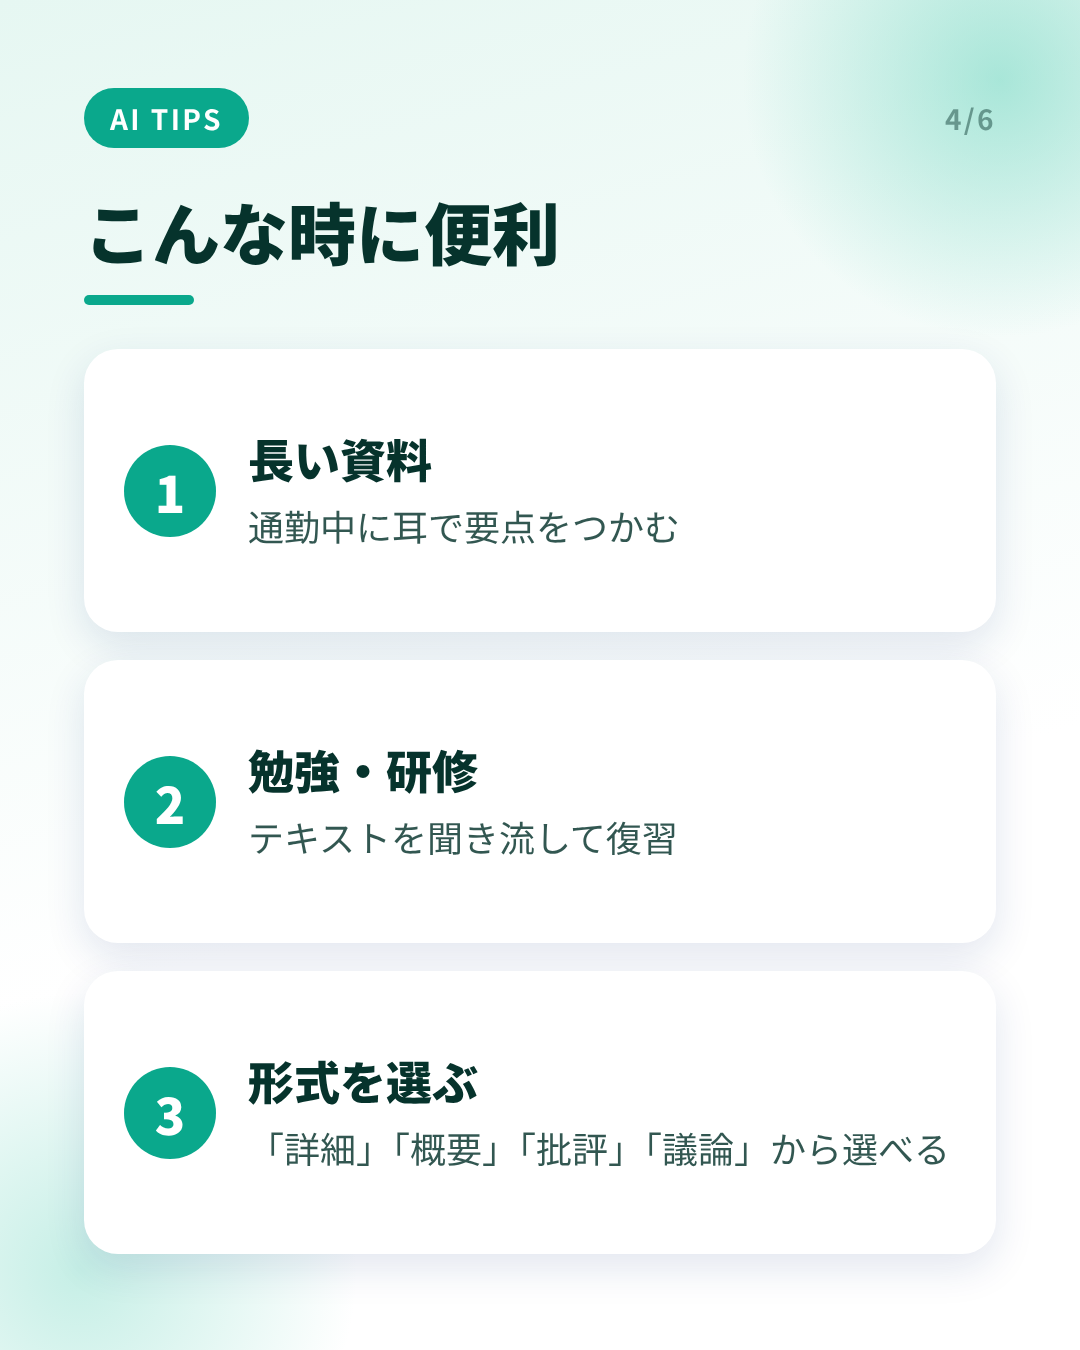 AI TIPS
4/6
こんな時に便利
1
長い資料
通勤中に耳で要点をつかむ
2
勉強・研修
テキストを聞き流して復習
3
形式を選ぶ
「詳細」「概要」「批評」「議論」から選べる